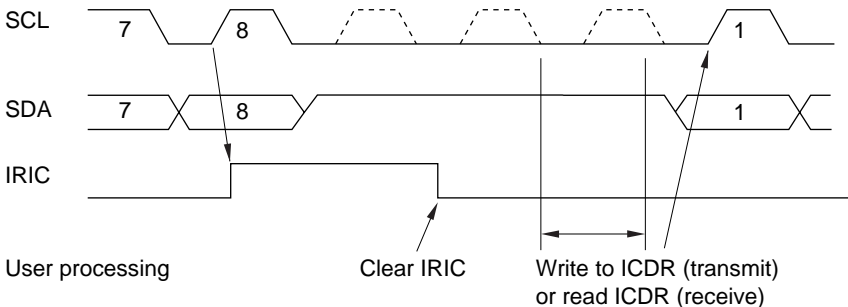 SCL 7 8 1
SDA 7 8 1
IRIC
User processing Clear IRIC Write to ICDR (transmit)
or read ICDR (receive)